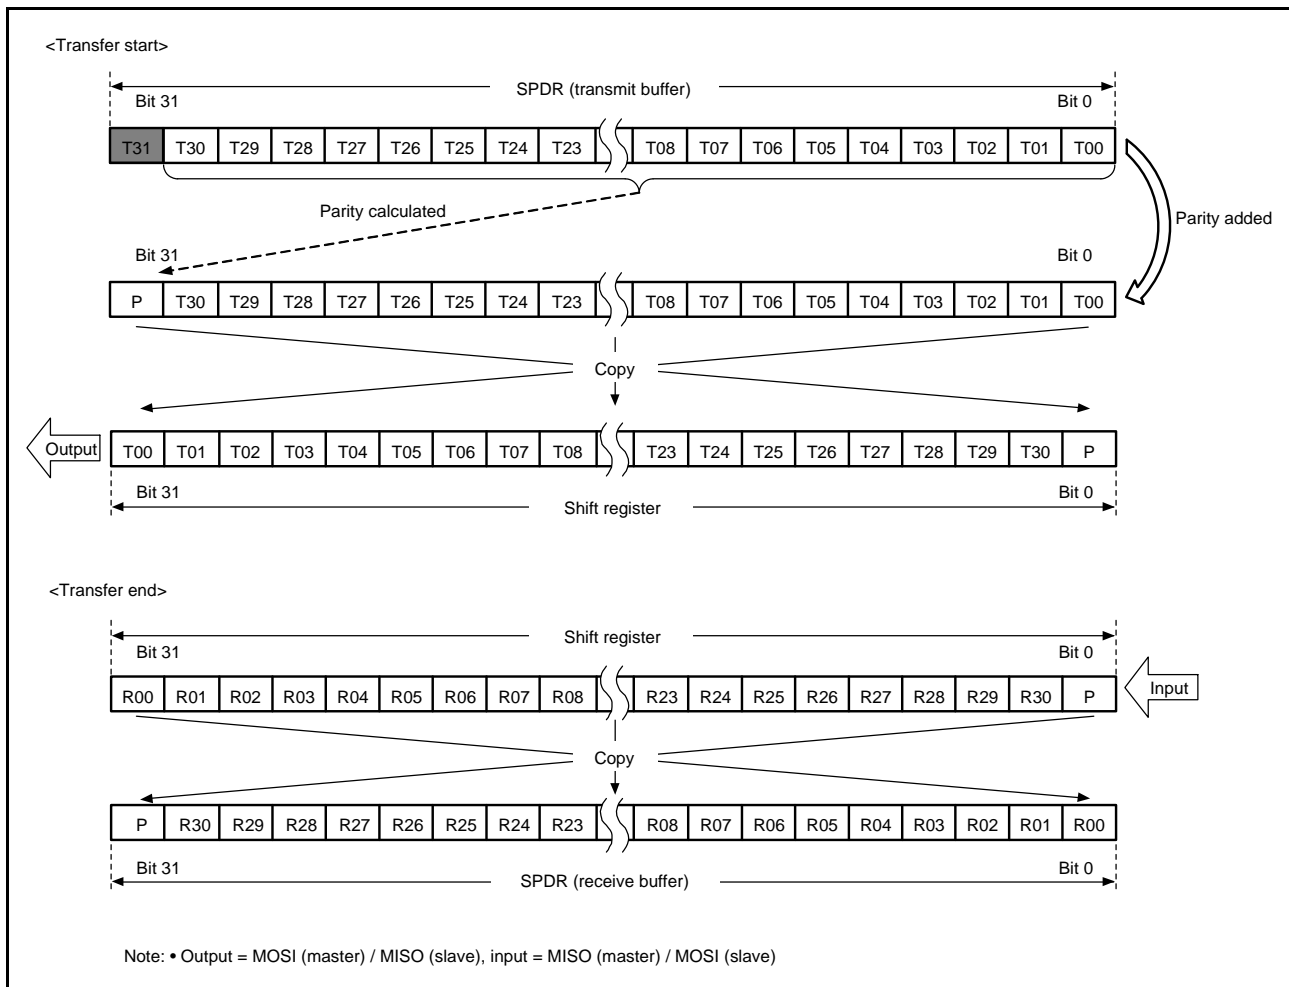 <Transfer start>
SPDR (transmit buffer)
Bit 31 Bit 0
T31 T30 T29 T28 T27 T26 T25 T24 T23 T08 T07 T06 T05 T04 T03 T02 T01 T00
Parity calculated
Parity added
Bit 31 Bit 0
P T30 T29 T28 T27 T26 T25 T24 T23 T08 T07 T06 T05 T04 T03 T02 T01 T00
Copy
Output T00 T01 T02 T03 T04 T05 T06 T07 T08 T23 T24 T25 T26 T27 T28 T29 T30 P
Bit 31 Bit 0
Shift register
<Transfer end>
Shift register
Bit 31 Bit 0
R00 R01 R02 R03 R04 R05 R06 R07 R08 R23 R24 R25 R26 R27 R28 R29 R30 P Input
Copy
P R30 R29 R28 R27 R26 R25 R24 R23 R08 R07 R06 R05 R04 R03 R02 R01 R00
Bit 31 Bit 0
SPDR (receive buffer)
Note: • Output = MOSI (master) / MISO (slave), input = MISO (master) / MOSI (slave)